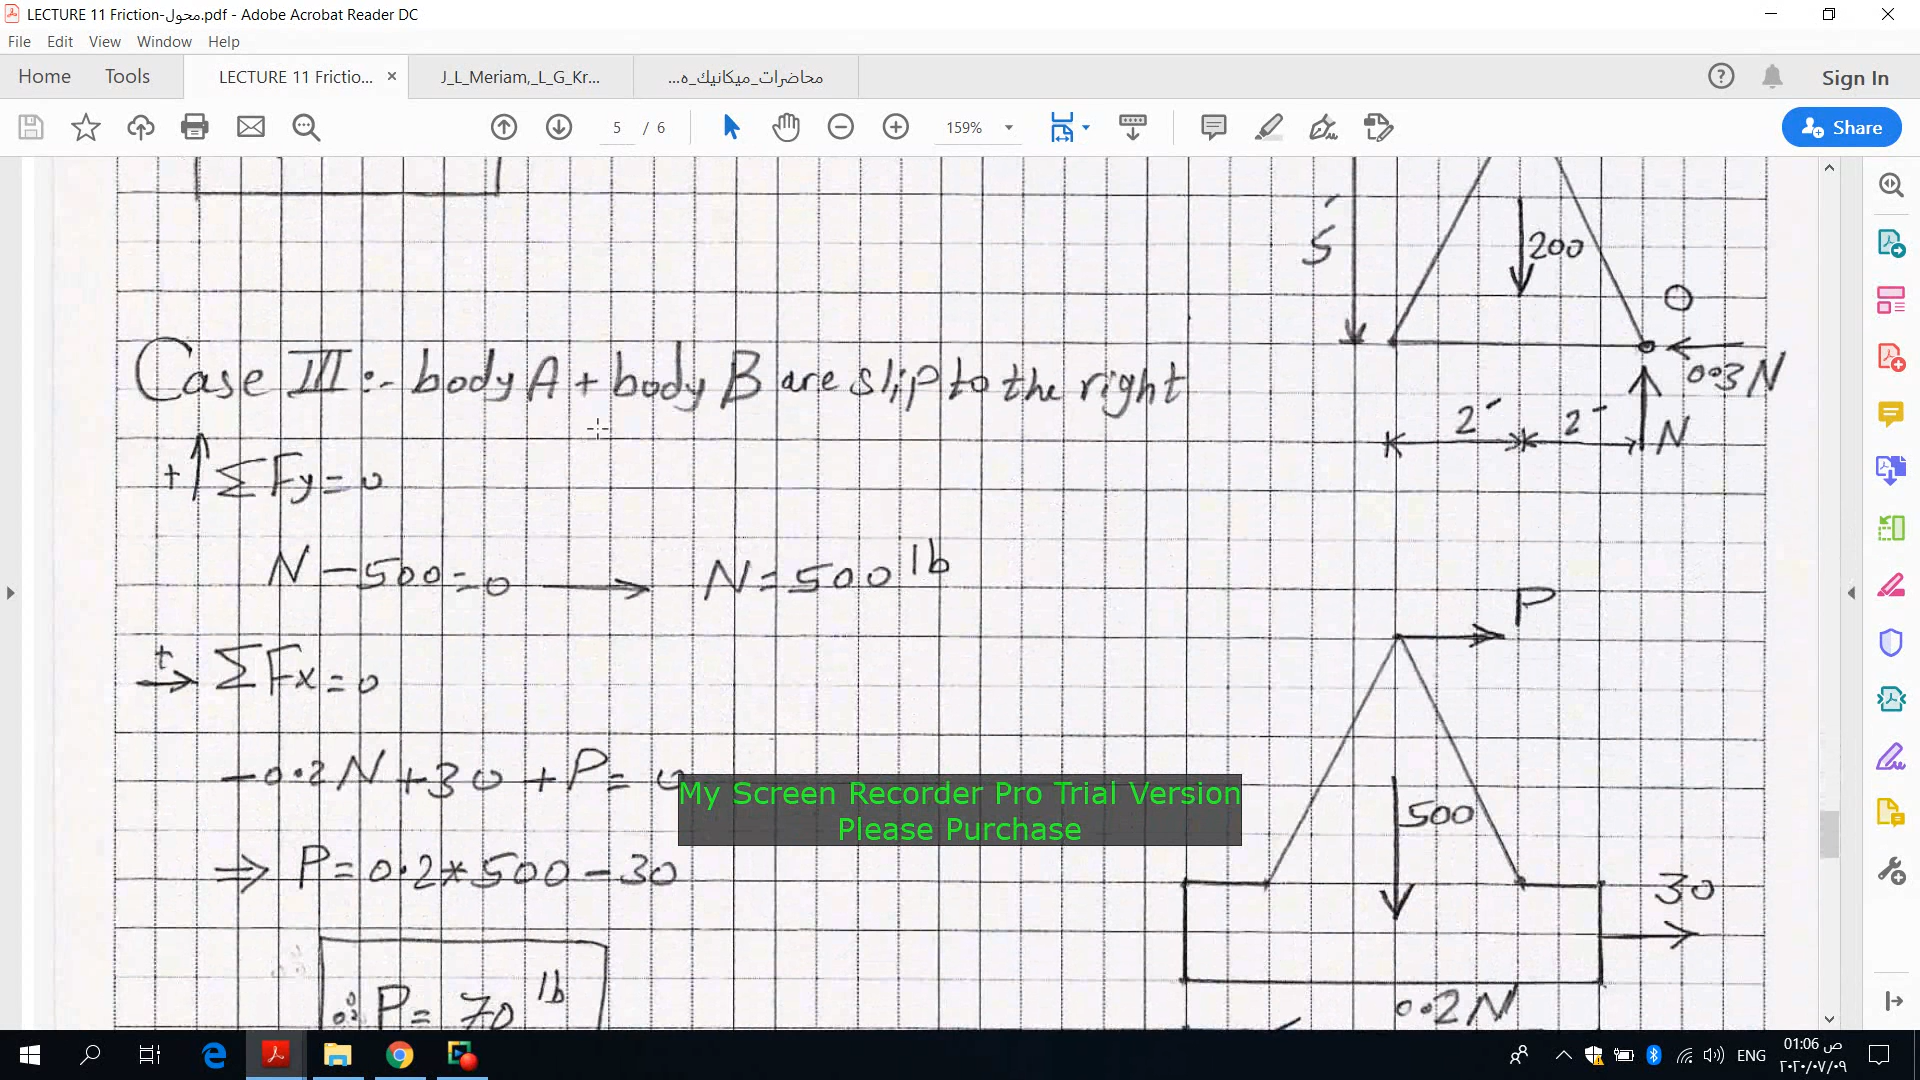 LECTURE 11 Friction-محول.pdf - Adobe Acrobat Reader DC
File Edit View Window Help
Home Tools LECTURE 11 Frictio... × J_L_Meriam,_L_G_Kr... محاضرات_ميكانيك_ه... Sign In
5 / 6 159% Share
200
5'
O
0.3 N
Case III :- body A + body B are slip to the right
2' 2' N
+↑ ΣFy = 0
N - 500 = 0 → N = 500 lb
P
+→ ΣFx = 0
-0.2N + 30 + P = 0
My Screen Recorder Pro Trial Version
Please Purchase
500
⇒ P = 0.2 * 500 - 30
30
∴ P = 70 lb
0.2N
ENG
01:06 ص
٢٠٢٠/٠٧/٠٩